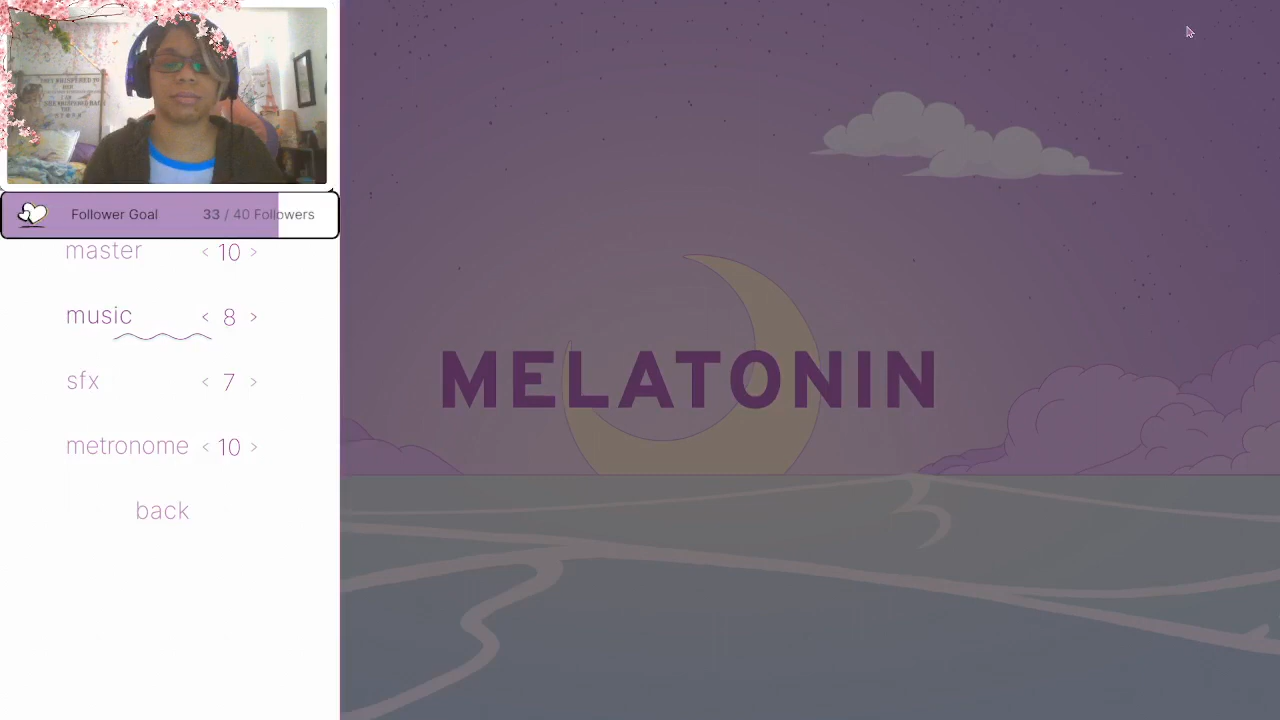 Follower Goal 33 / 40 Followers
master < 10 >
music < 8 >
MELATONIN
sfx < 7 >
metronome < 10 >
back